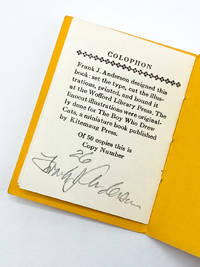 COLOPHON
Frank J. Anderson designed this
book: set the type, cut the illus-
trations, printed, and bound it
at the Wofford Library Press. The
linocut illustrations were original-
ly done for The Boy Who Drew
Cats, a miniature book published
by Kitemaug Press.
Of 50 copies this is
Copy Number
26
Frank J. Anderson